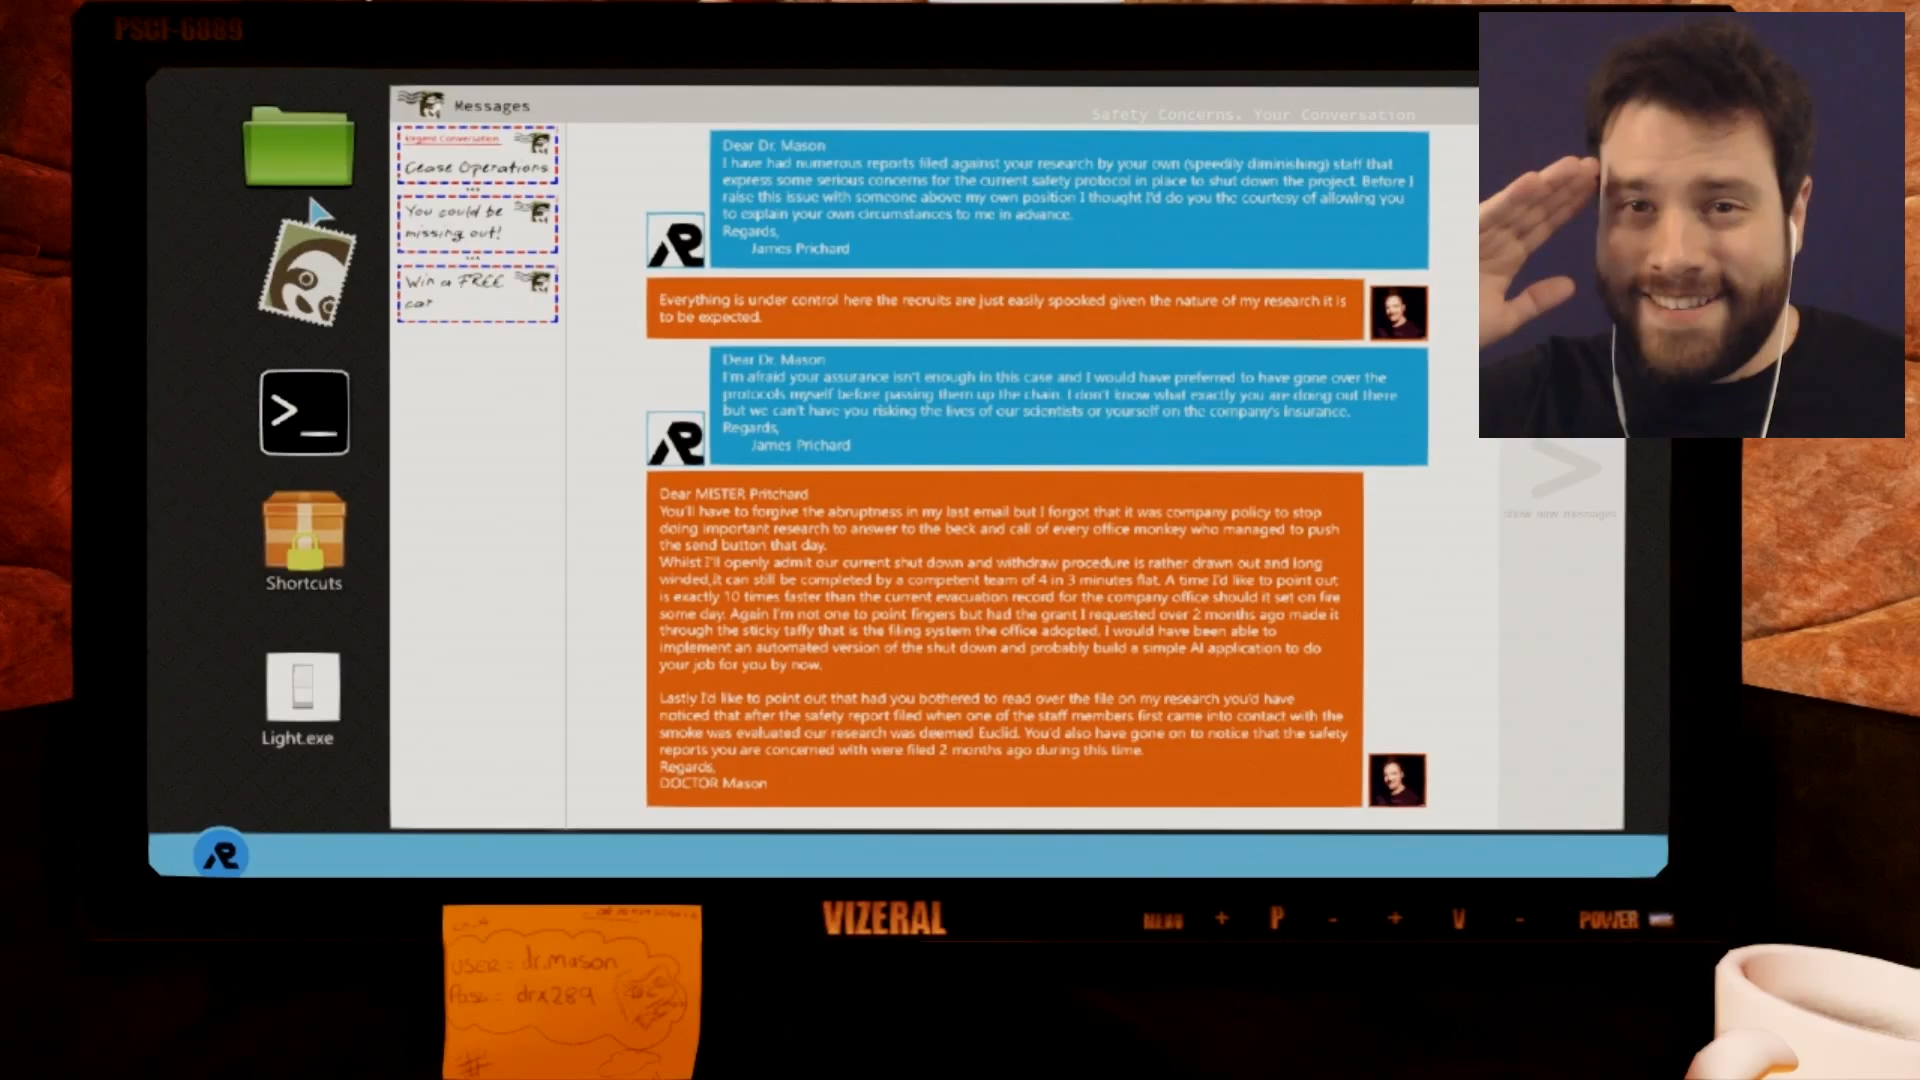 PSCI-6889
Messages
Safety Concerns. Your Conversation
Urgent Conversation
Cease Operations
You could be
missing out!
Win a FREE
car
Dear Dr. Mason
I have had numerous reports filed against your research by your own (speedily diminishing) staff that
express some serious concerns for the current safety protocol in place to shut down the project. Before I
raise this issue with someone above my own position I thought I'd do you the courtesy of allowing you
to explain your own circumstances to me in advance.
Regards,
James Prichard
Everything is under control here the recruits are just easily spooked given the nature of my research it is
to be expected.
Dear Dr. Mason
I'm afraid your assurance isn't enough in this case and I would have preferred to have gone over the
protocols myself before passing them up the chain. I don't know what exactly you are doing out there
but we can't have you risking the lives of our scientists or yourself on the company's insurance.
Regards,
James Prichard
Dear MISTER Pritchard
You'll have to forgive the abruptness in my last email but I forgot that it was company policy to stop
doing important research to answer to the beck and call of every office monkey who managed to push
the send button that day.
Whilst I'll openly admit our current shut down and withdraw procedure is rather drawn out and long
winded,it can still be completed by a competent team of 4 in 3 minutes flat. A time I'd like to point out
is exactly 10 times faster than the current evacuation record for the company office should it set on fire
some day. Again I'm not one to point fingers but had the grant I requested over 2 months ago made it
through the sticky taffy that is the filing system the office adopted, I would have been able to
implement an automated version of the shut down and probably build a simple AI application to do
your job for you by now.
Lastly I'd like to point out that had you bothered to read over the file on my research you'd have
noticed that after the safety report filed when one of the staff members first came into contact with the
smoke was evaluated our research was deemed Euclid. You'd also have gone on to notice that the safety
reports you are concerned with were filed 2 months ago during this time.
Regards,
DOCTOR Mason
show new messages
>_
Shortcuts
Light.exe
VIZERAL
MENU + P - + V - POWER
USER = dr.mason
Pass = drx289
#